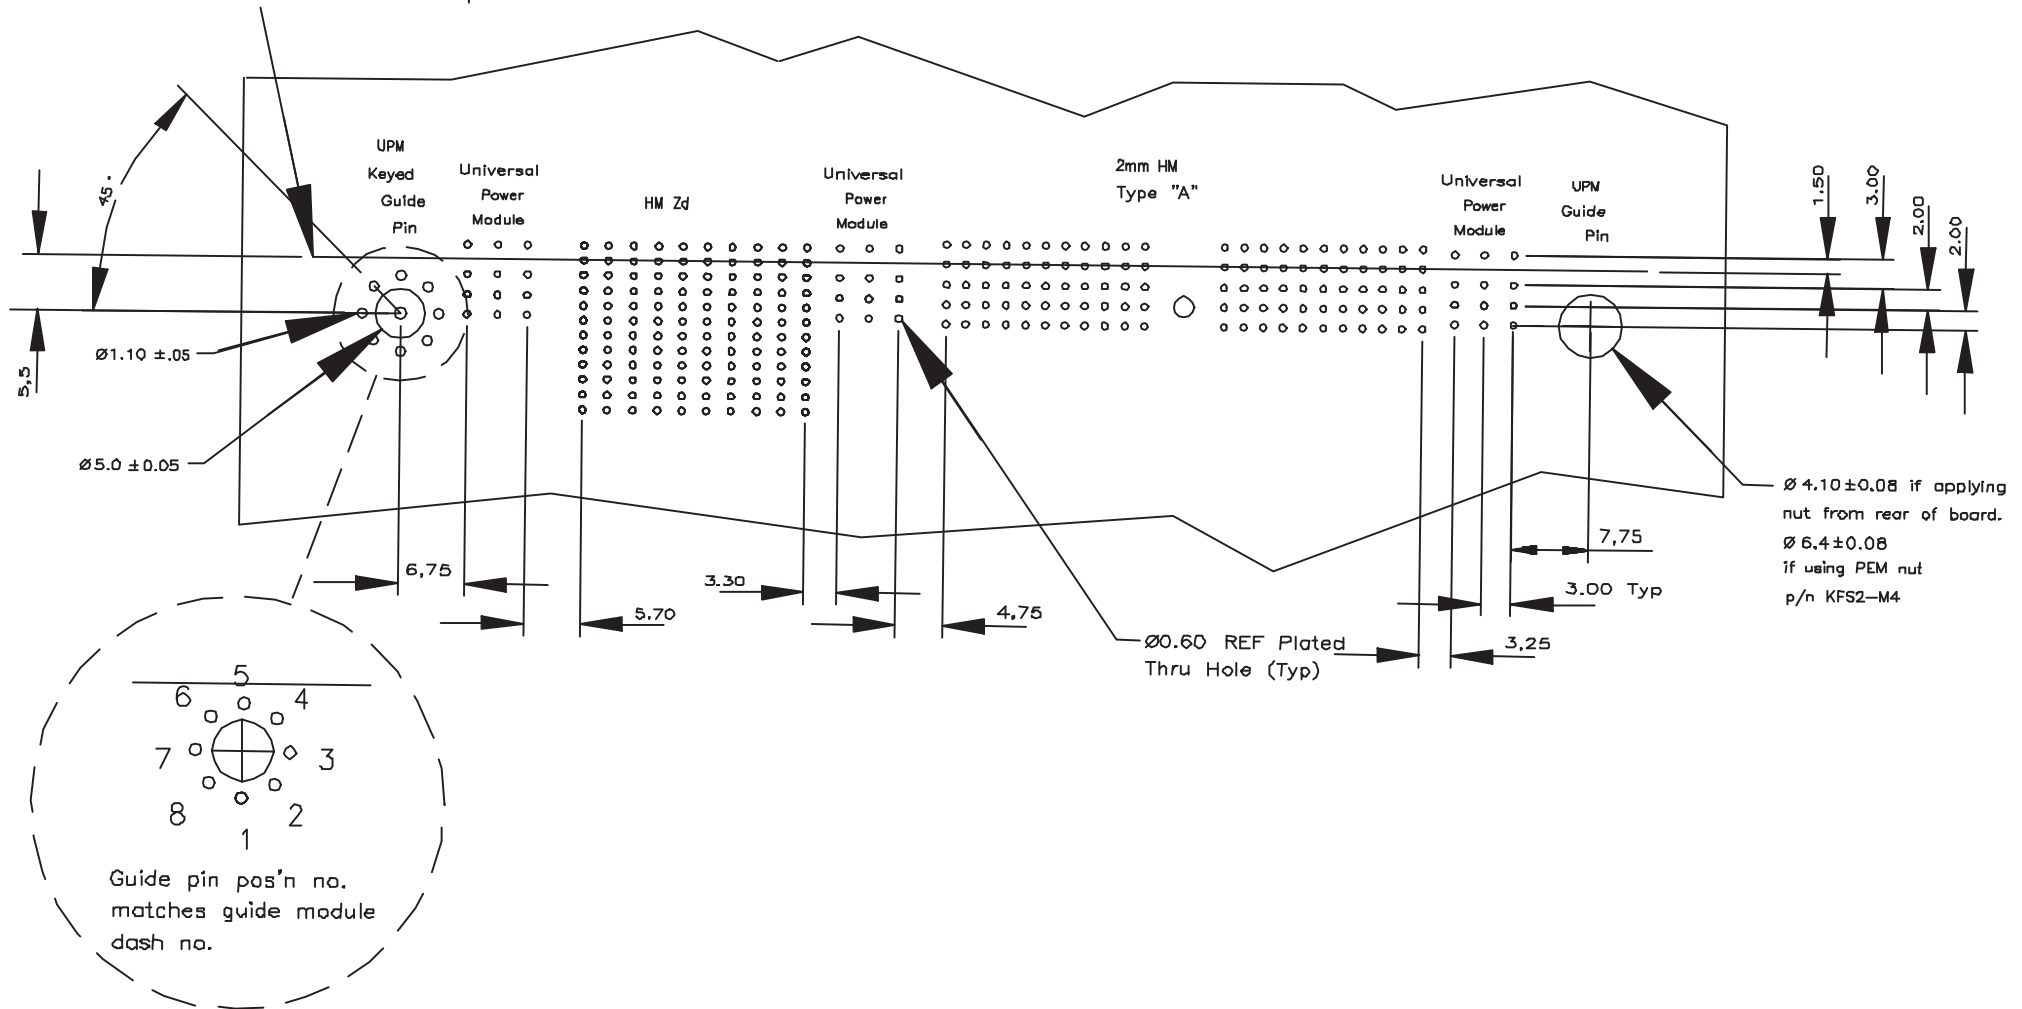 UPM
Keyed
Guide
Pin
Universal
Power
Module
HM Zd
Universal
Power
Module
2mm HM
Type "A"
Universal
Power
Module
UPM
Guide
Pin
1.50
3.00
2.00
2.00
45°
Ø1.10 ±.05
5,5
Ø5.0 ±0.05
6,75
5.70
3.30
4,75
Ø0.60 REF Plated
Thru Hole (Typ)
7,75
3.00 Typ
3,25
Ø 4.10±0.08 if applying
nut from rear of board.
Ø 6.4±0.08
if using PEM nut
p/n KFS2-M4
5
6
4
7
3
8
2
1
Guide pin pos'n no.
matches guide module
dash no.